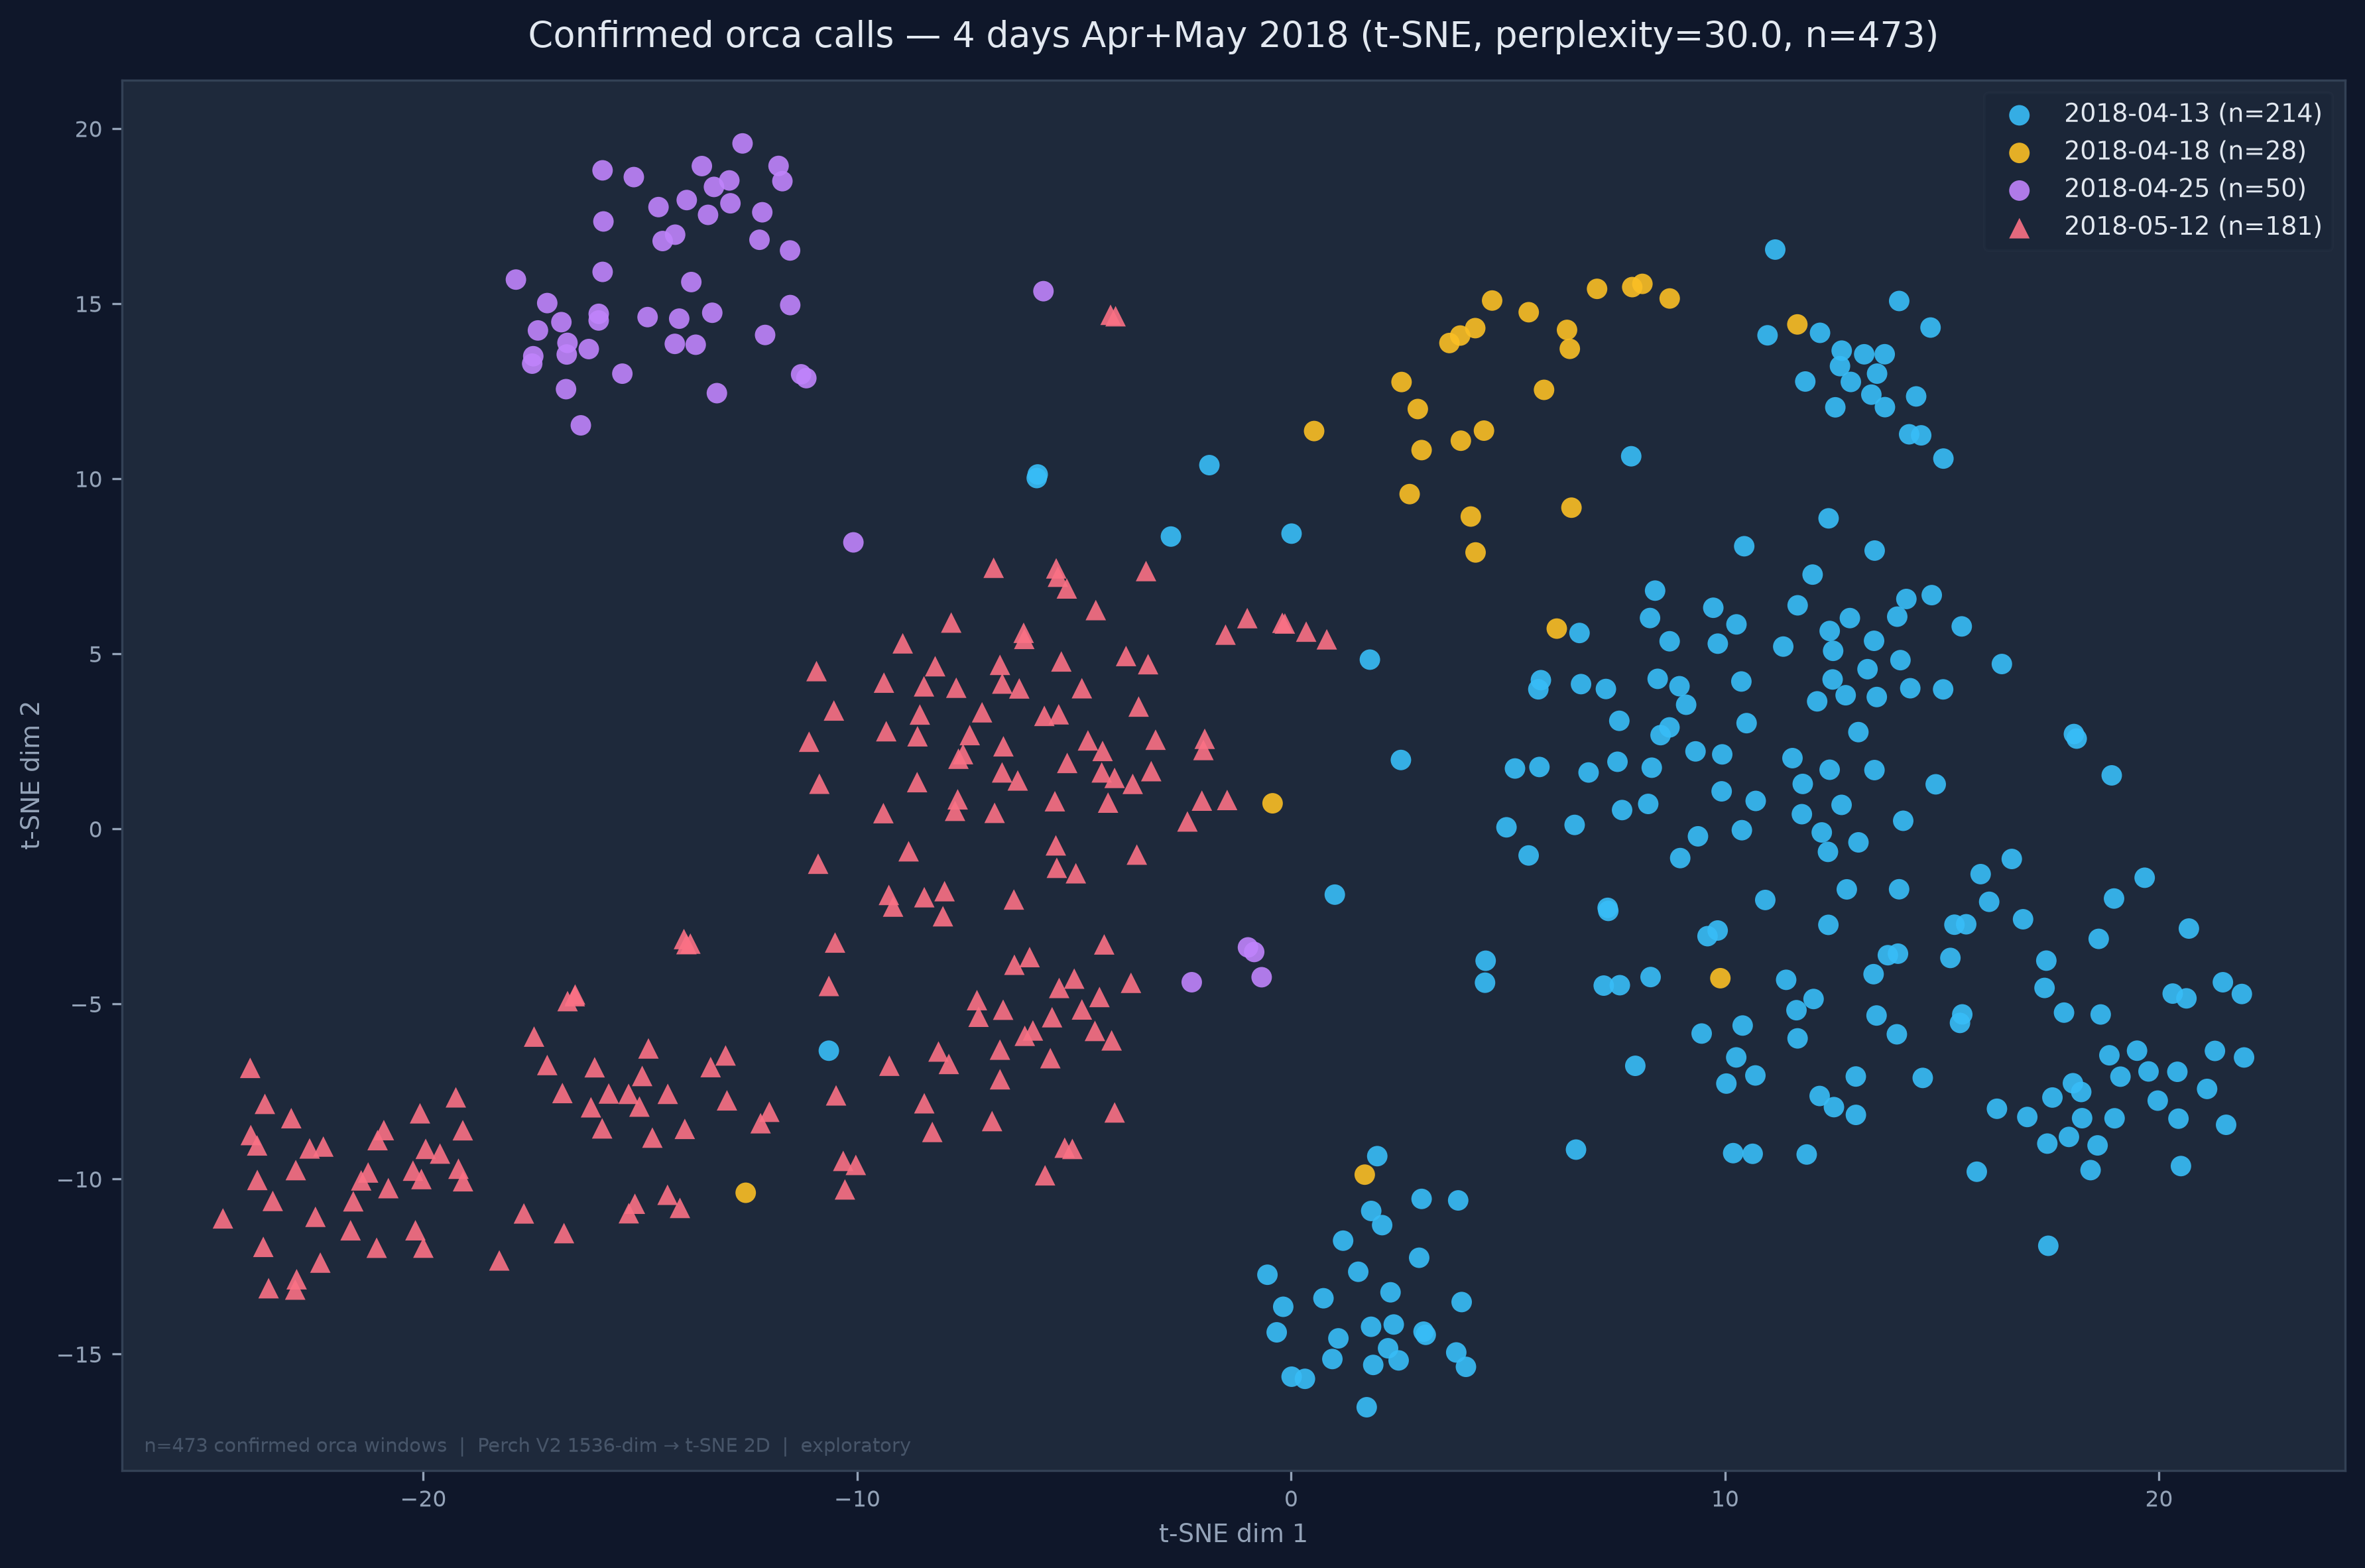 Confirmed orca calls — 4 days Apr+May 2018 (t-SNE, perplexity=30.0, n=473)
2018-04-13 (n=214)
2018-04-18 (n=28)
2018-04-25 (n=50)
2018-05-12 (n=181)
t-SNE dim 2
20
15
10
5
0
−5
−10
−15
n=473 confirmed orca windows | Perch V2 1536-dim → t-SNE 2D | exploratory
−20
−10
0
10
20
t-SNE dim 1